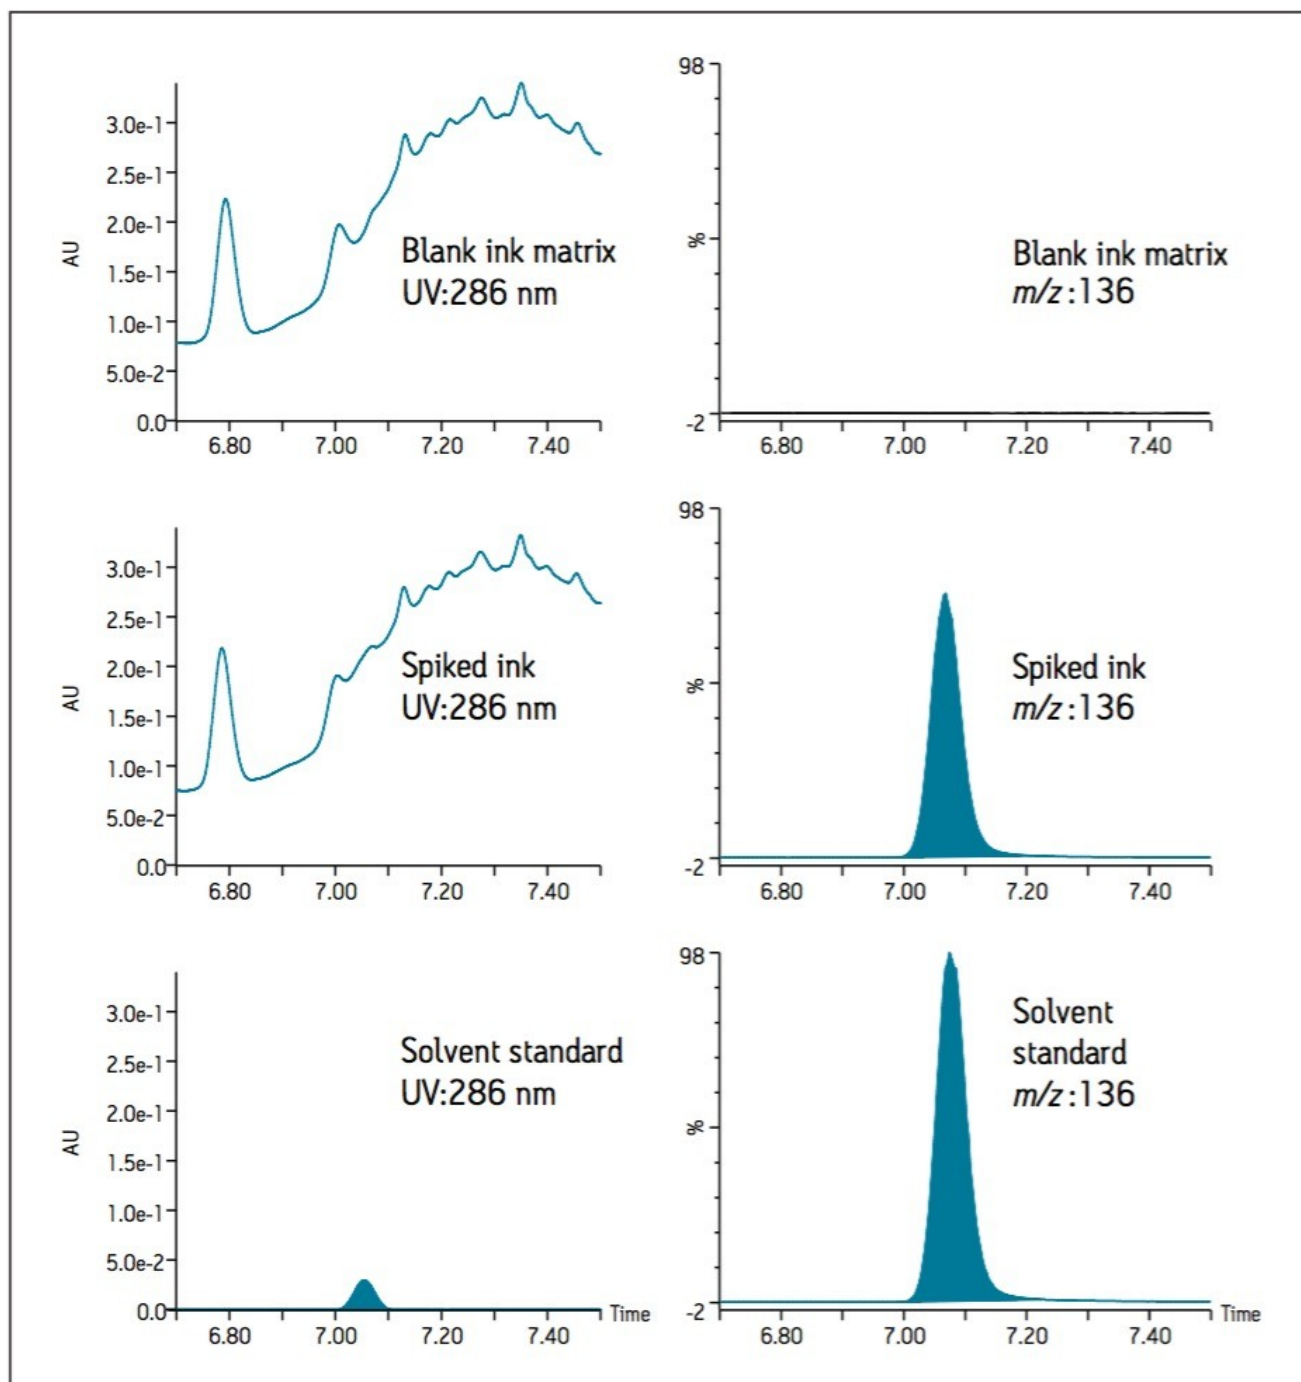 3.0e-1
2.5e-1
2.0e-1
1.5e-1
1.0e-1
5.0e-2
0.0
AU
6.80 7.00 7.20 7.40
Blank ink matrix
UV:286 nm
98
%
-2
6.80 7.00 7.20 7.40
Blank ink matrix
m/z:136
3.0e-1
2.5e-1
2.0e-1
1.5e-1
1.0e-1
5.0e-2
0.0
AU
6.80 7.00 7.20 7.40
Spiked ink
UV:286 nm
98
%
-2
6.80 7.00 7.20 7.40
Spiked ink
m/z:136
3.0e-1
2.5e-1
2.0e-1
1.5e-1
1.0e-1
5.0e-2
0.0
AU
6.80 7.00 7.20 7.40
Time
Solvent standard
UV:286 nm
98
%
-2
6.80 7.00 7.20 7.40
Time
Solvent
standard
m/z:136